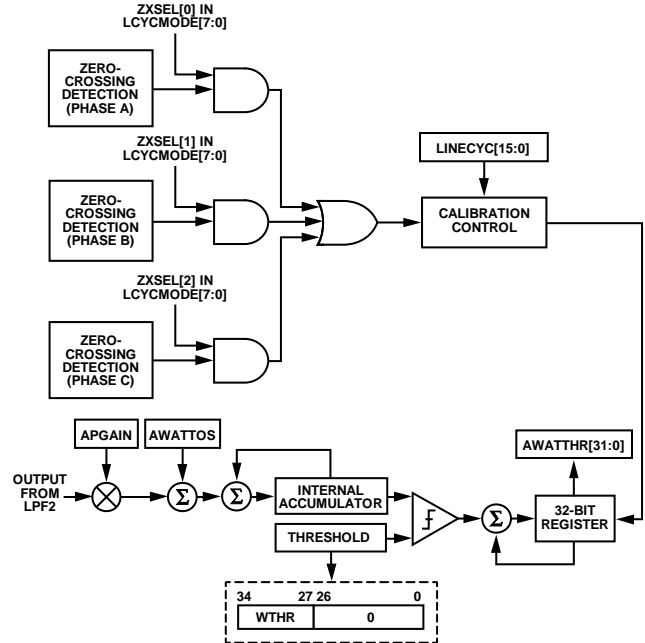 ZXSEL[0] IN
LCYCMODE[7:0]
ZERO-
CROSSING
DETECTION
(PHASE A)
ZXSEL[1] IN
LCYCMODE[7:0]
ZERO-
CROSSING
DETECTION
(PHASE B)
LINECYC[15:0]
CALIBRATION
CONTROL
ZXSEL[2] IN
LCYCMODE[7:0]
ZERO-
CROSSING
DETECTION
(PHASE C)
APGAIN
AWATTOS
AWATTHR[31:0]
OUTPUT
FROM
LPF2
Σ
Σ
INTERNAL
ACCUMULATOR
THRESHOLD
Σ
32-BIT
REGISTER
34 27 26 0
WTHR 0